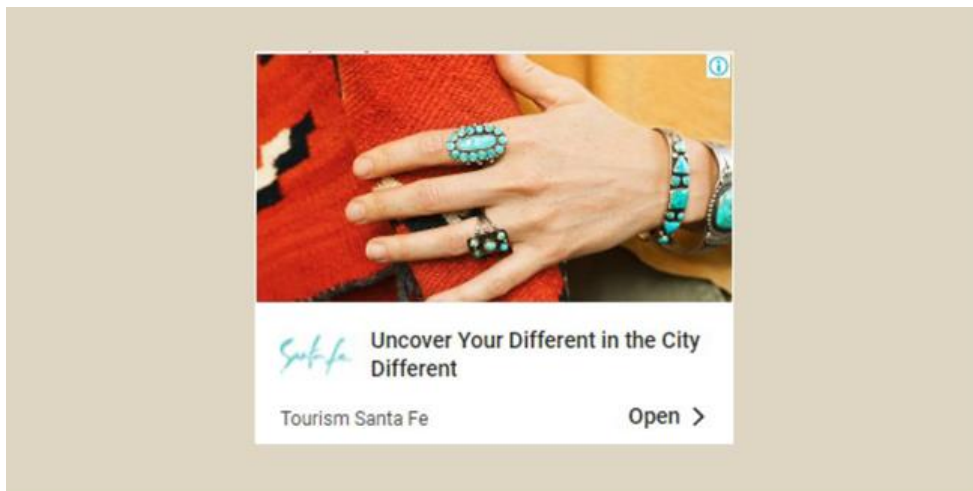 Santa Fe
Uncover Your Different in the City
Different
Tourism Santa Fe
Open >